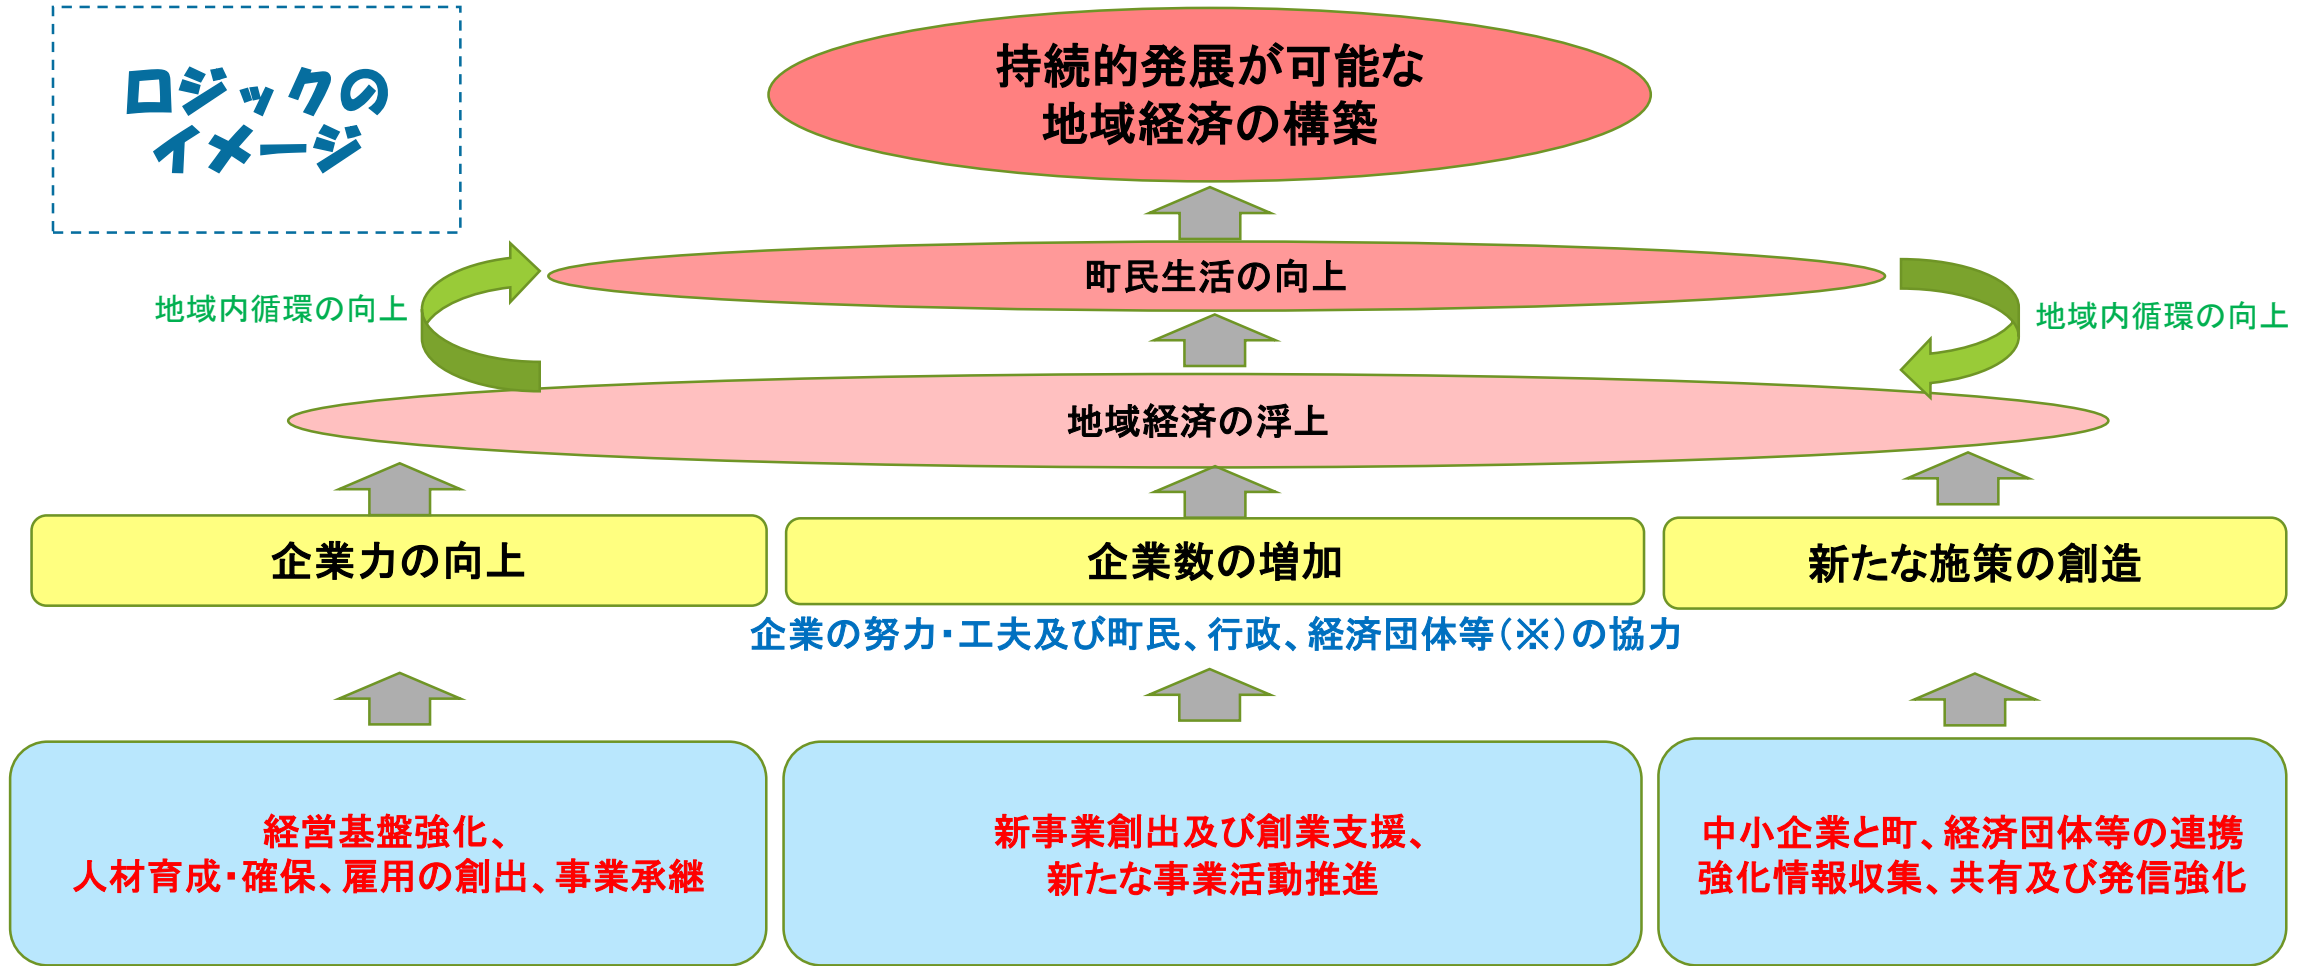 ロジックの
イメージ
持続的発展が可能な
地域経済の構築
町民生活の向上
地域内循環の向上
地域内循環の向上
地域経済の浮上
企業力の向上
企業数の増加
新たな施策の創造
企業の努力・工夫及び町民、行政、経済団体等（※）の協力
経営基盤強化、
人材育成・確保、雇用の創出、事業承継
新事業創出及び創業支援、
新たな事業活動推進
中小企業と町、経済団体等の連携
強化情報収集、共有及び発信強化